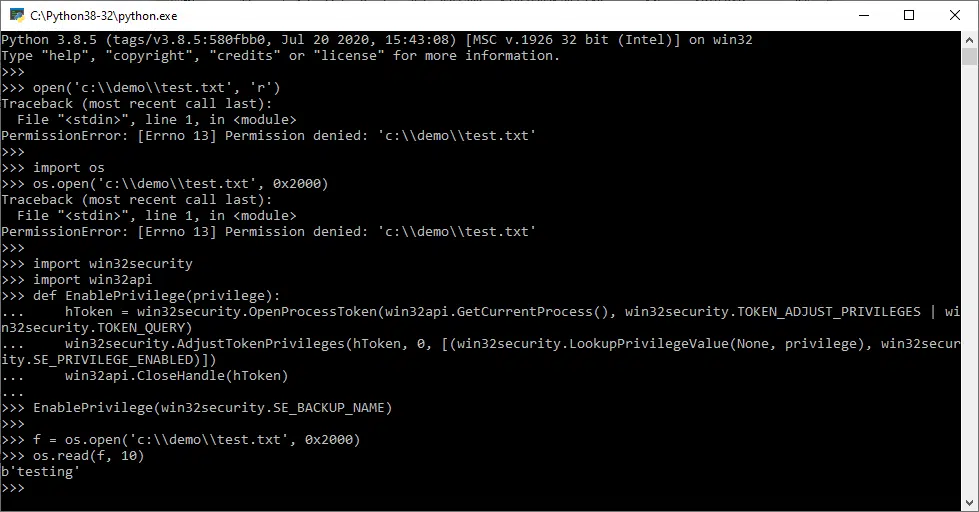 C:\Python38-32\python.exe
Python 3.8.5 (tags/v3.8.5:580fbb0, Jul 20 2020, 15:43:08) [MSC v.1926 32 bit (Intel)] on win32
Type "help", "copyright", "credits" or "license" for more information.
>>>
>>> open('c:\\demo\\test.txt', 'r')
Traceback (most recent call last):
  File "<stdin>", line 1, in <module>
PermissionError: [Errno 13] Permission denied: 'c:\\demo\\test.txt'
>>>
>>> import os
>>> os.open('c:\\demo\\test.txt', 0x2000)
Traceback (most recent call last):
  File "<stdin>", line 1, in <module>
PermissionError: [Errno 13] Permission denied: 'c:\\demo\\test.txt'
>>>
>>> import win32security
>>> import win32api
>>> def EnablePrivilege(privilege):
...     hToken = win32security.OpenProcessToken(win32api.GetCurrentProcess(), win32security.TOKEN_ADJUST_PRIVILEGES | wi
n32security.TOKEN_QUERY)
...     win32security.AdjustTokenPrivileges(hToken, 0, [(win32security.LookupPrivilegeValue(None, privilege), win32secur
ity.SE_PRIVILEGE_ENABLED)])
...     win32api.CloseHandle(hToken)
...
>>> EnablePrivilege(win32security.SE_BACKUP_NAME)
>>>
>>> f = os.open('c:\\demo\\test.txt', 0x2000)
>>> os.read(f, 10)
b'testing'
>>>